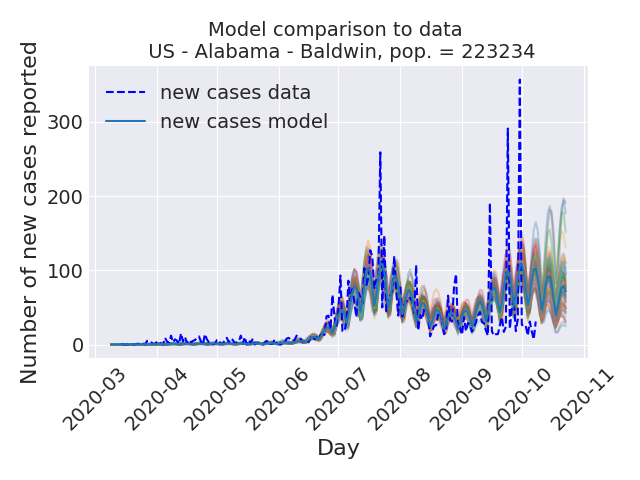 Model comparison to data
US - Alabama - Baldwin, pop. = 223234
Number of new cases reported
new cases data
new cases model
300
200
100
0
2020-03
2020-04
2020-05
2020-06
2020-07
2020-08
2020-09
2020-10
2020-11
Day